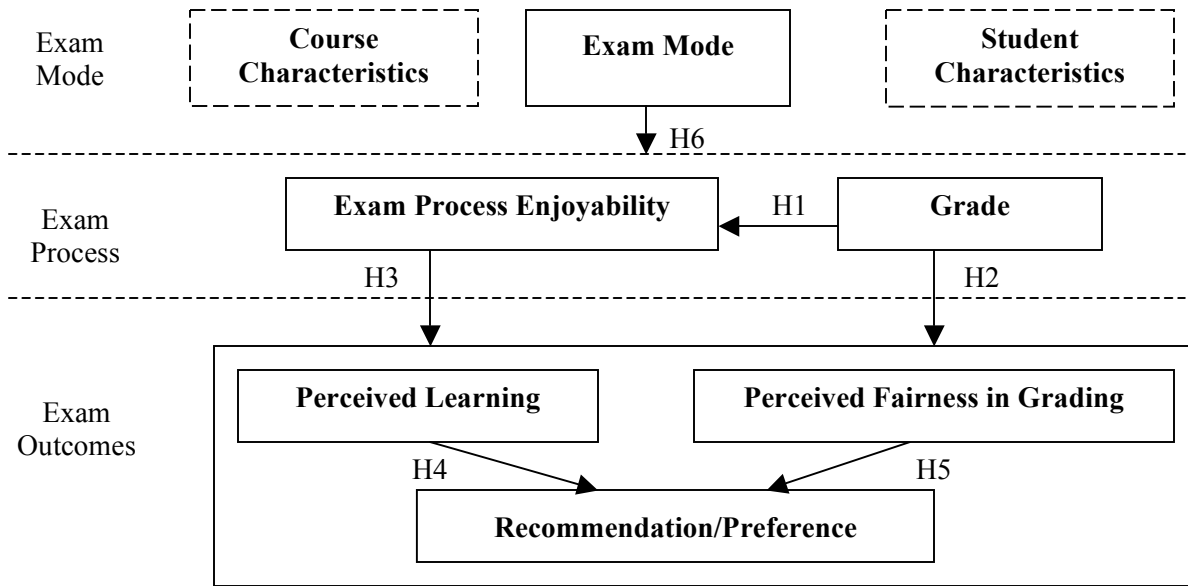 Exam
Mode
Course
Characteristics
Exam Mode
Student
Characteristics
H6
Exam
Process
Exam Process Enjoyability
H1
Grade
H3
H2
Exam
Outcomes
Perceived Learning
Perceived Fairness in Grading
H4
H5
Recommendation/Preference